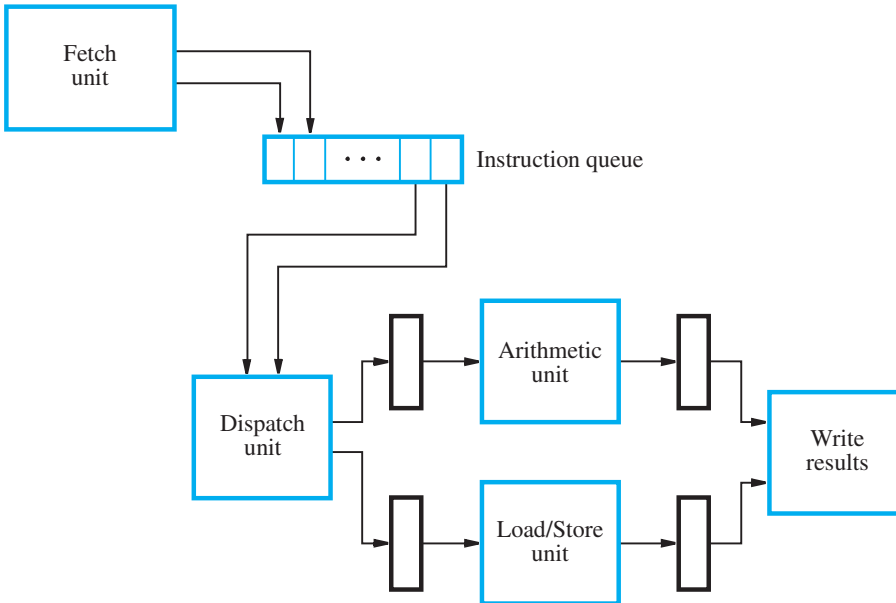 Fetch
unit
. . .
Instruction queue
Arithmetic
unit
Dispatch
unit
Write
results
Load/Store
unit